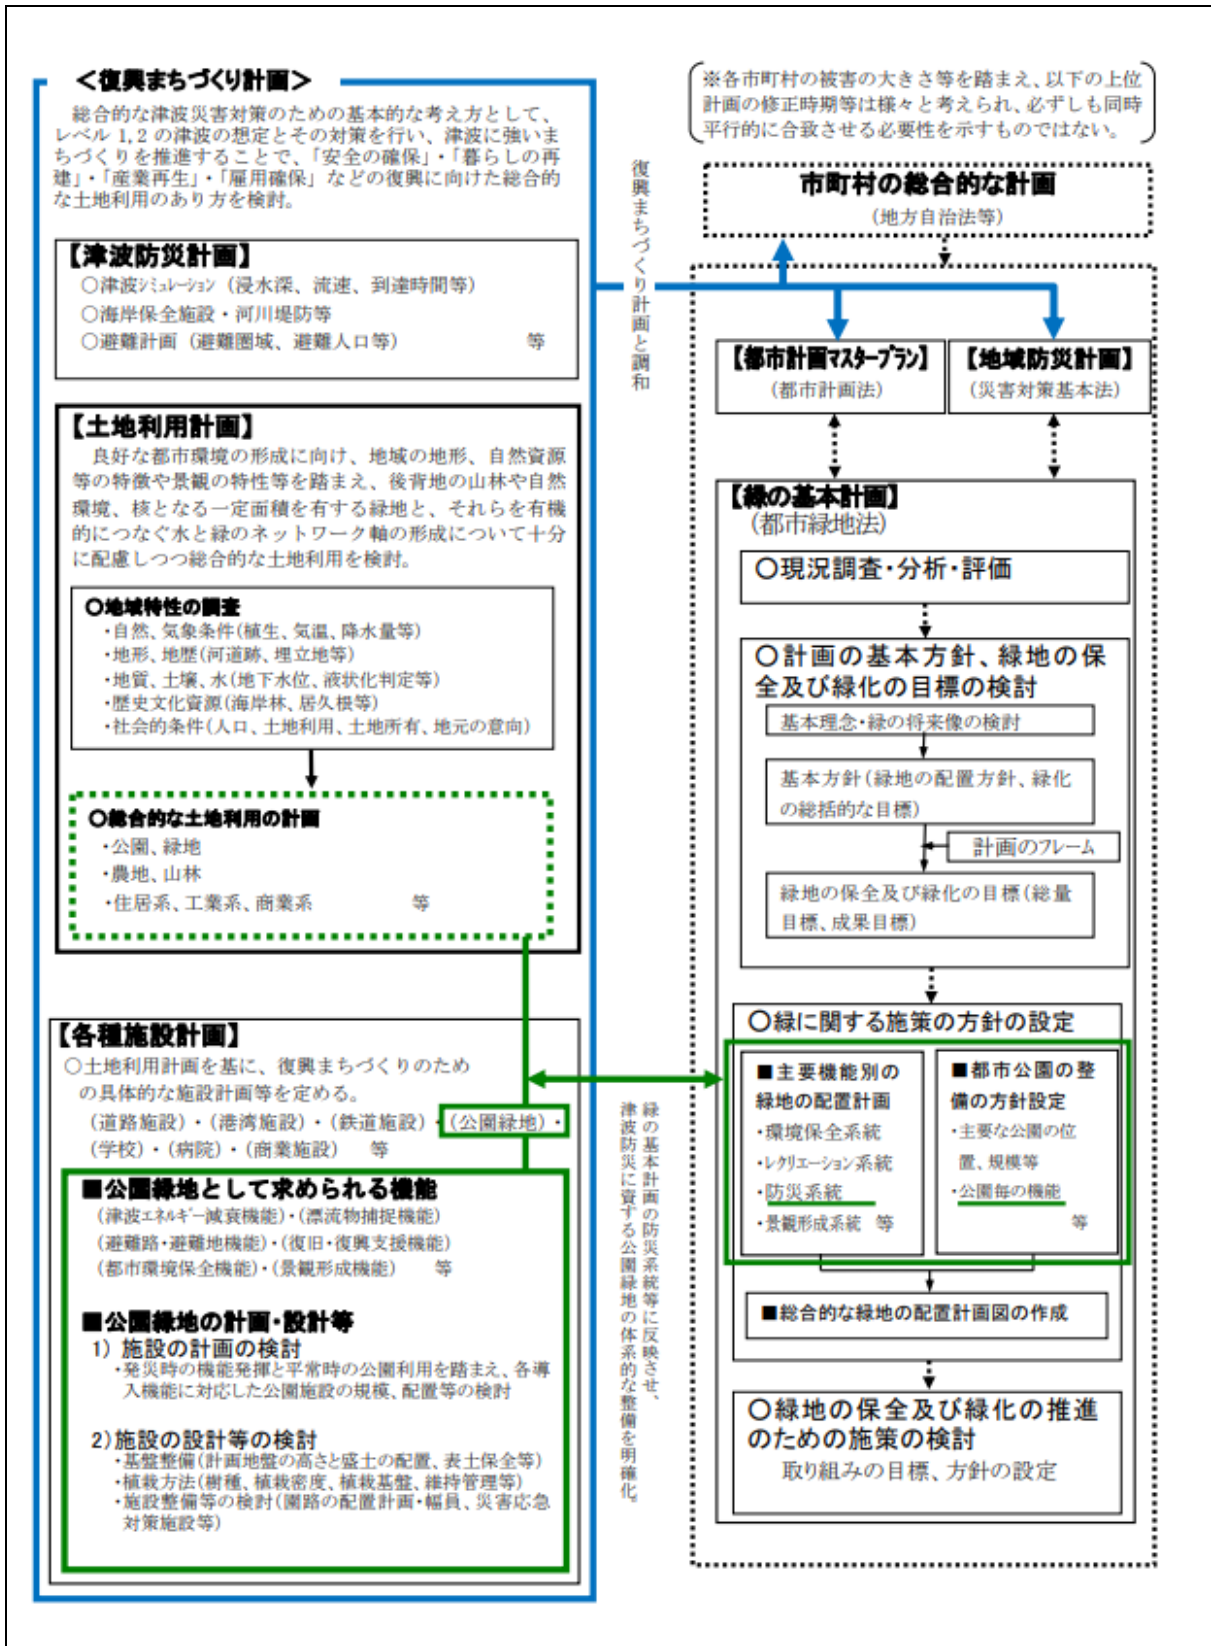 ＜復興まちづくり計画＞
総合的な津波災害対策のための基本的な考え方として、
レベル 1,2 の津波の想定とその対策を行い、津波に強いま
ちづくりを推進することで、「安全の確保」・「暮らしの再
建」・「産業再生」・「雇用確保」などの復興に向けた総合的
な土地利用のあり方を検討。
【津波防災計画】
○津波ｼﾐｭﾚｰｼｮﾝ（浸水深、流速、到達時間等）
○海岸保全施設・河川堤防等
○避難計画（避難圏域、避難人口等） 等
【土地利用計画】
良好な都市環境の形成に向け、地域の地形、自然資源
等の特徴や景観の特性等を踏まえ、後背地の山林や自然
環境、核となる一定面積を有する緑地と、それらを有機
的につなぐ水と緑のネットワーク軸の形成について十分
に配慮しつつ総合的な土地利用を検討。
○地域特性の調査
・自然、気象条件(植生、気温、降水量等)
・地形、地歴(河道跡、埋立地等)
・地質、土壌、水(地下水位、液状化判定等)
・歴史文化資源(海岸林、居久根等)
・社会的条件(人口、土地利用、土地所有、地元の意向)
○総合的な土地利用の計画
・公園、緑地
・農地、山林
・住居系、工業系、商業系 等
【各種施設計画】
○土地利用計画を基に、復興まちづくりのため
の具体的な施設計画等を定める。
(道路施設)・(港湾施設)・(鉄道施設)・(公園緑地)・
(学校)・(病院)・(商業施設) 等
■公園緑地として求められる機能
(津波ｴﾈﾙｷﾞｰ減衰機能)・(漂流物捕捉機能)
(避難路・避難地機能)・(復旧・復興支援機能)
(都市環境保全機能)・(景観形成機能) 等
■公園緑地の計画・設計等
1) 施設の計画の検討
・発災時の機能発揮と平常時の公園利用を踏まえ、各導
入機能に対応した公園施設の規模、配置等の検討
2)施設の設計等の検討
・基盤整備(計画地盤の高さと盛土の配置、表土保全等)
・植栽方法(樹種、植栽密度、植栽基盤、維持管理等)
・施設整備等の検討(園路の配置計画・幅員、災害応急
対策施設等)
復興まちづくり計画と調和
緑の基本計画の防災系統等に反映させ、
津波防災に資する公園緑地の体系的な整備を明確化。
※各市町村の被害の大きさ等を踏まえ、以下の上位
計画の修正時期等は様々と考えられ、必ずしも同時
平行的に合致させる必要性を示すものではない。
市町村の総合的な計画
(地方自治法等)
【都市計画ﾏｽﾀｰﾌﾟﾗﾝ】
(都市計画法)
【地域防災計画】
(災害対策基本法)
【緑の基本計画】
(都市緑地法)
○現況調査・分析・評価
○計画の基本方針、緑地の保
全及び緑化の目標の検討
基本理念・緑の将来像の検討
基本方針(緑地の配置方針、緑化
の総括的な目標)
計画のﾌﾚｰﾑ
緑地の保全及び緑化の目標(総量
目標、成果目標)
○緑に関する施策の方針の設定
■主要機能別の
緑地の配置計画
・環境保全系統
・ﾚｸﾘｴｰｼｮﾝ系統
・防災系統
・景観形成系統 等
■都市公園の整
備の方針設定
・主要な公園の位
置、規模等
・公園毎の機能
等
■総合的な緑地の配置計画図の作成
○緑地の保全及び緑化の推進
のための施策の検討
取り組みの目標、方針の設定